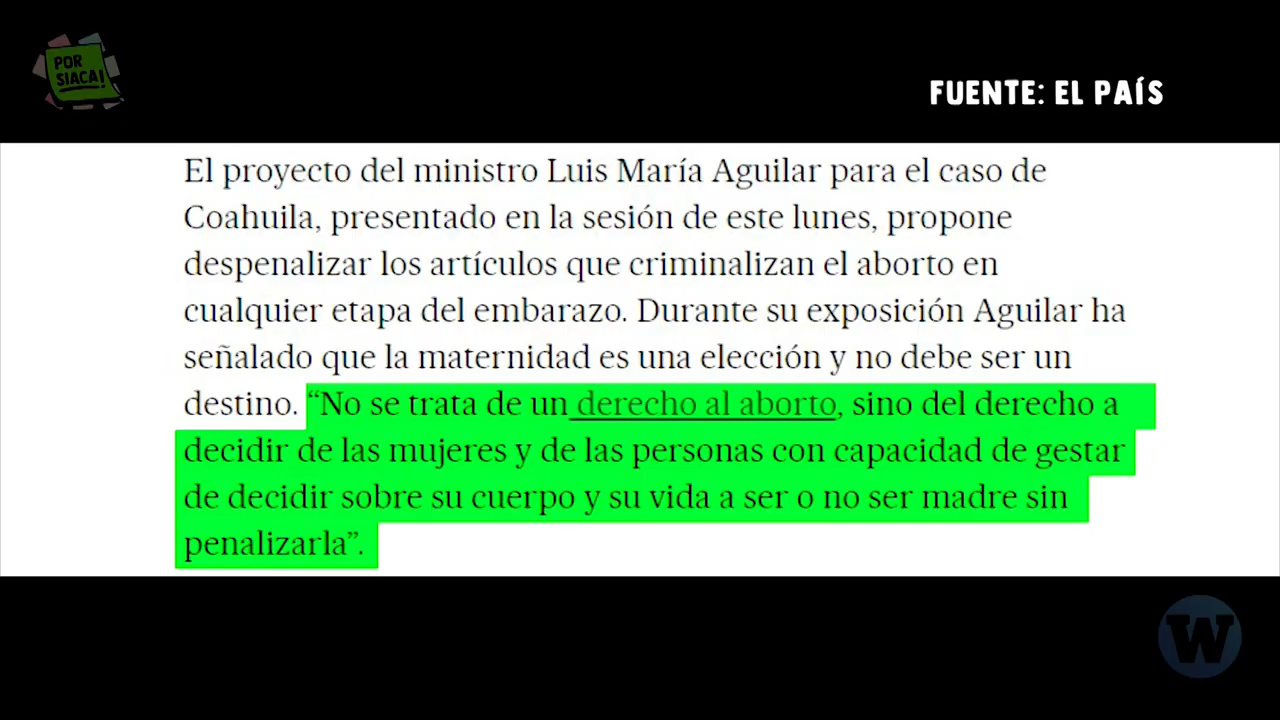 POR
SIACA!
FUENTE: EL PAÍS
El proyecto del ministro Luis María Aguilar para el caso de
Coahuila, presentado en la sesión de este lunes, propone
despenalizar los artículos que criminalizan el aborto en
cualquier etapa del embarazo. Durante su exposición Aguilar ha
señalado que la maternidad es una elección y no debe ser un
destino. “No se trata de un derecho al aborto, sino del derecho a
decidir de las mujeres y de las personas con capacidad de gestar
de decidir sobre su cuerpo y su vida a ser o no ser madre sin
penalizarla”.
W